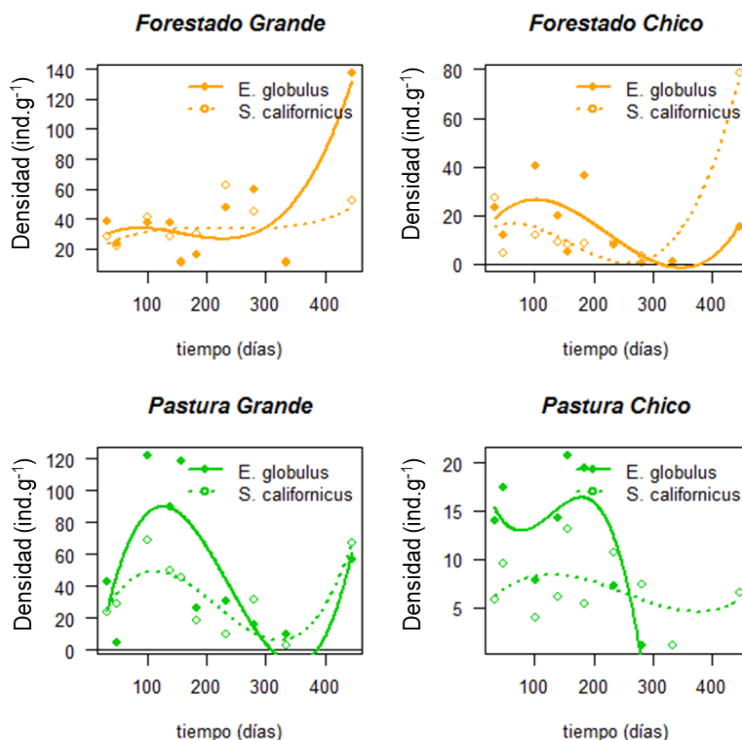 Forestado Grande
Densidad (ind.g-1)
140
120
100
80
60
40
20
E. globulus
S. californicus
100 200 300 400
tiempo (días)
Forestado Chico
Densidad (ind.g-1)
80
60
40
20
0
E. globulus
S. californicus
100 200 300 400
tiempo (días)
Pastura Grande
Densidad (ind.g-1)
120
100
80
60
40
20
0
E. globulus
S. californicus
100 200 300 400
tiempo (días)
Pastura Chico
Densidad (ind.g-1)
20
15
10
5
E. globulus
S. californicus
100 200 300 400
tiempo (días)